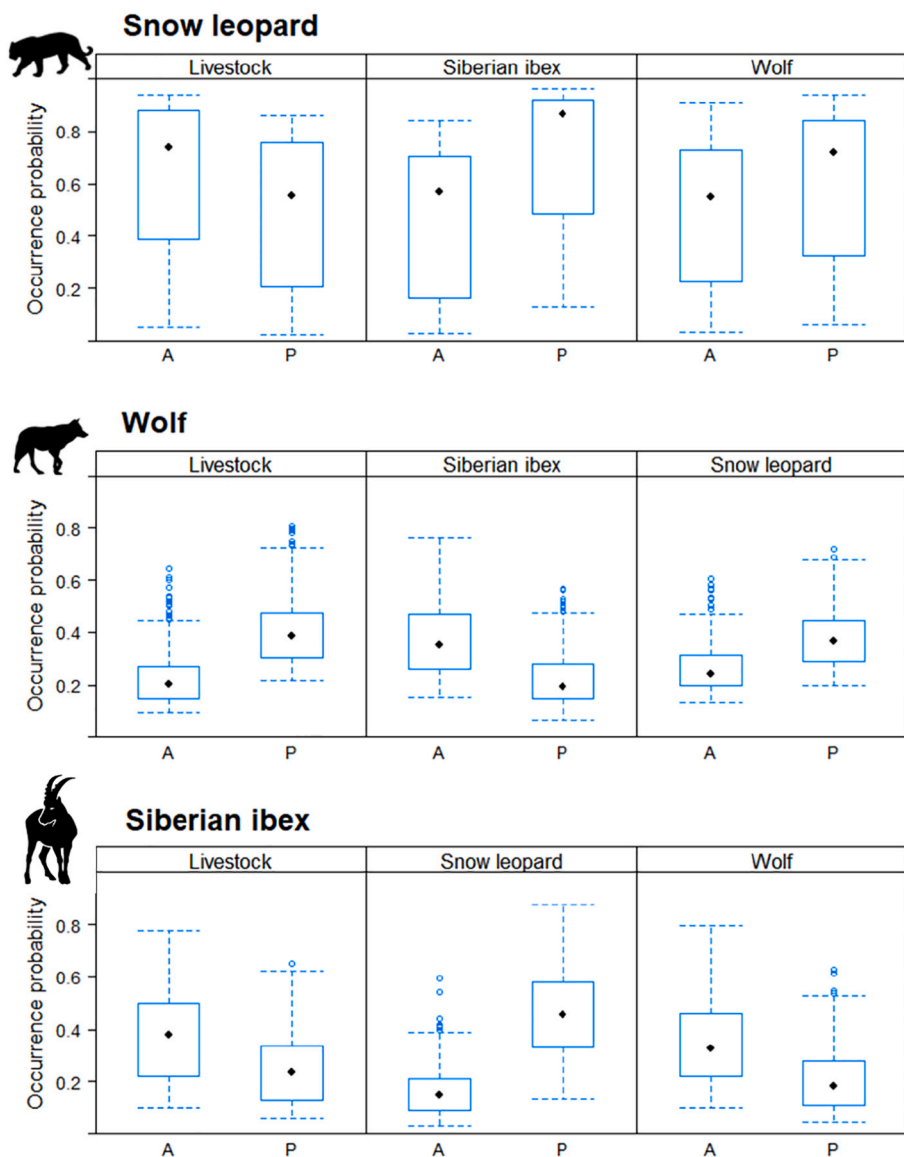 Snow leopard
Livestock Siberian ibex Wolf
Occurrence probability
0.8
0.6
0.4
0.2
A P A P A P
Wolf
Livestock Siberian ibex Snow leopard
Occurrence probability
0.8
0.6
0.4
0.2
A P A P A P
Siberian ibex
Livestock Snow leopard Wolf
Occurrence probability
0.8
0.6
0.4
0.2
A P A P A P